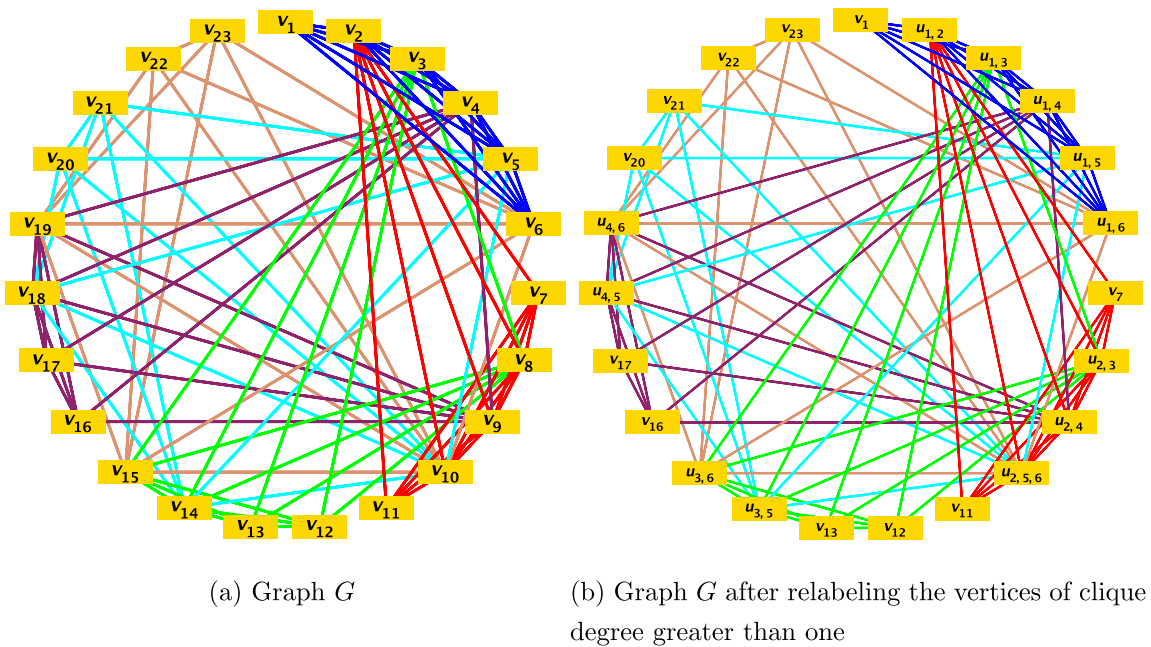 v1
v2
v3
v4
v5
v6
v7
v8
v9
v10
v11
v12
v13
v14
v15
v16
v17
v18
v19
v20
v21
v22
v23
(a) Graph G
v1
u1, 2
u1, 3
u1, 4
u1, 5
u1, 6
v7
u2, 3
u2, 4
u2, 5, 6
v11
v12
v13
u3, 5
u3, 6
v16
v17
u4, 5
u4, 6
v20
v21
v22
v23
(b) Graph G after relabeling the vertices of clique
degree greater than one